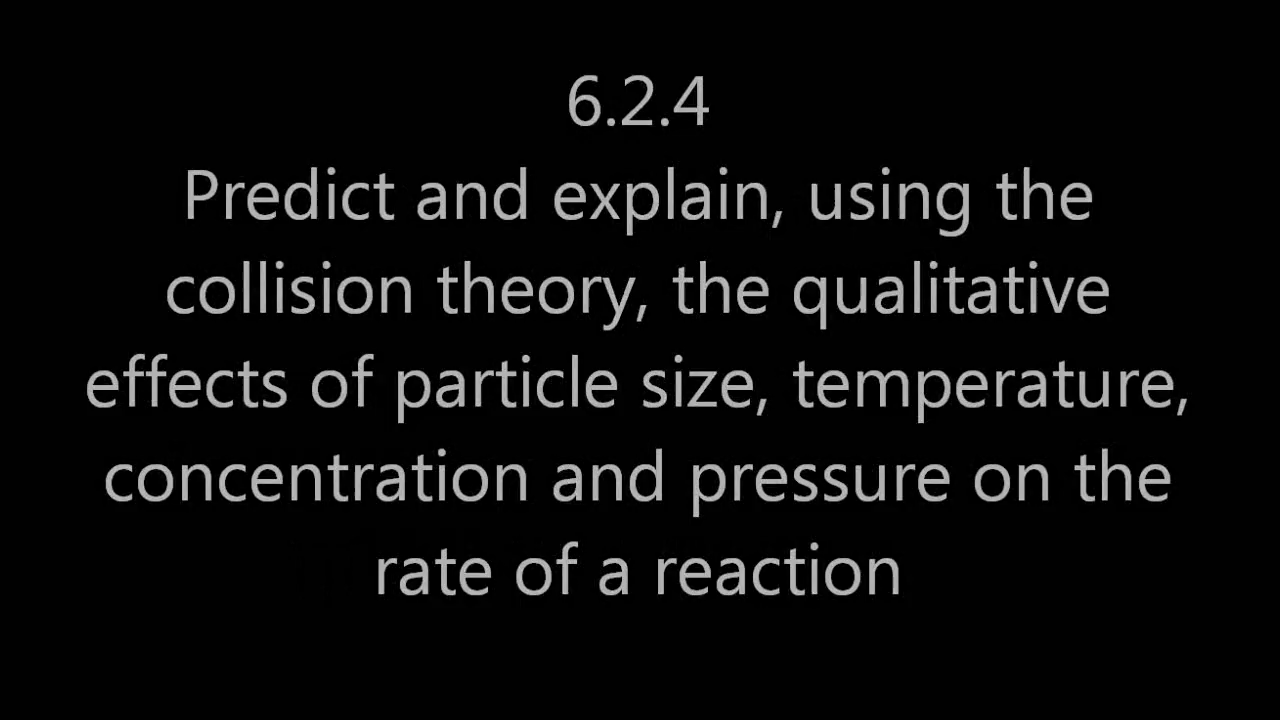 6.2.4
Predict and explain, using the
collision theory, the qualitative
effects of particle size, temperature,
concentration and pressure on the
rate of a reaction